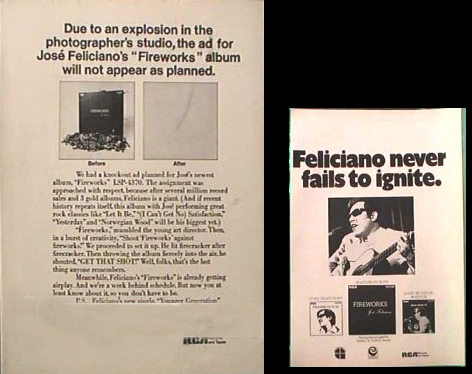 Due to an explosion in the
photographer's studio, the ad for
José Feliciano's "Fireworks" album
will not appear as planned.
Before
After
We had a knockout ad planned for José's newest
album, "Fireworks" LSP-4370. The assignment was
approached with respect, because after several million record
sales and 3 gold albums, Feliciano is a giant. (And if recent
history repeats itself, this album with José performing great
rock classics like "Let It Be," "(I Can't Get No) Satisfaction,"
"Yesterday" and "Norwegian Wood" will be his biggest yet.)
"Fireworks," mumbled the young art director. Then,
in a burst of creativity, "Shoot 'Fireworks' against
fireworks!" We proceeded to set it up. He lit firecracker after
firecracker. Then throwing the album fiercely into the air, he
shouted, "GET THAT SHOT!" Well, folks, that's the last
thing anyone remembers.
Meanwhile, Feliciano's "Fireworks" is already getting
airplay. And we're a week behind schedule. But now you at
least know about it, so you don't have to be.
P.S. Feliciano's new single, "Younger Generation"
RCA
Feliciano never
fails to ignite.
FIREWORKS
José Feliciano
RCA